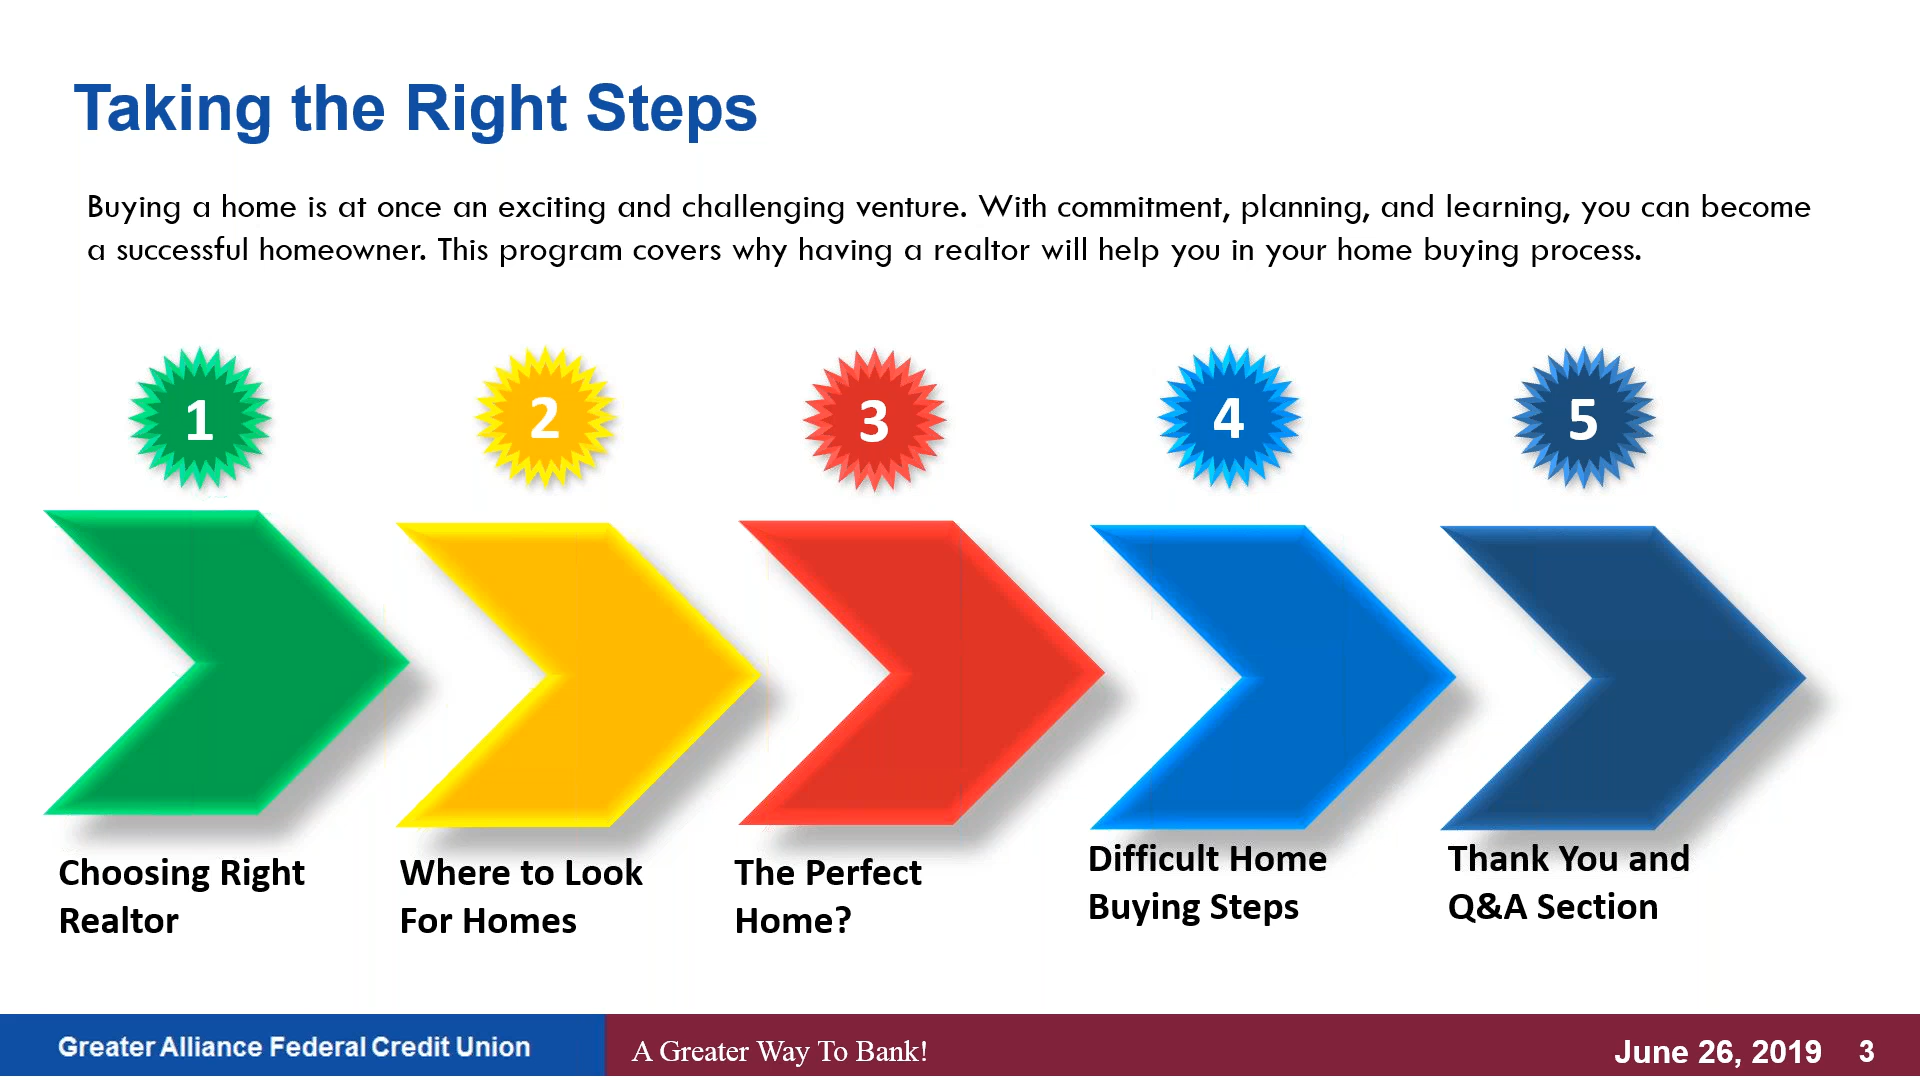 Taking the Right Steps
Buying a home is at once an exciting and challenging venture. With commitment, planning, and learning, you can become
a successful homeowner. This program covers why having a realtor will help you in your home buying process.
1
2
3
4
5
Choosing Right
Realtor
Where to Look
For Homes
The Perfect
Home?
Difficult Home
Buying Steps
Thank You and
Q&A Section
Greater Alliance Federal Credit Union
A Greater Way To Bank!
June 26, 2019
3